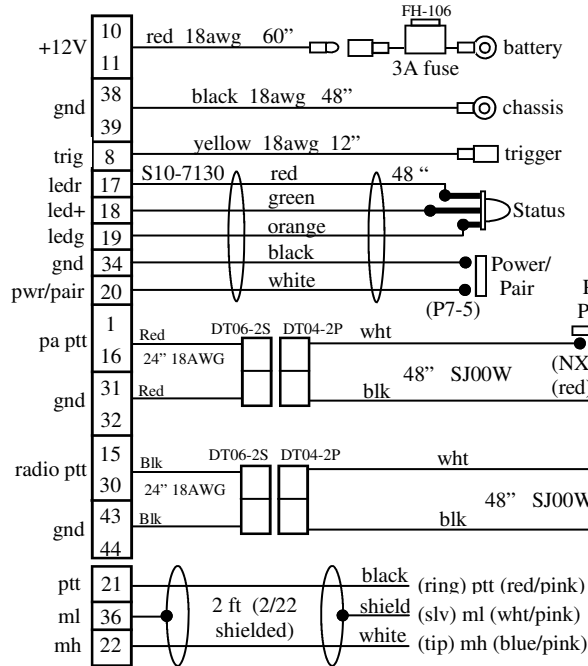 FH-106
+12V 10 11 red 18awg 60” battery
3A fuse
gnd 38 39 black 18awg 48” chassis
trig 8 yellow 18awg 12” trigger
ledr 17 S10-7130 red 48 “
led+ 18 green Status
ledg 19 orange
gnd 34 black Power/
pwr/pair 20 white Pair
(P7-5)
pa ptt 1 16 Red 24” 18AWG DT06-2S DT04-2P wht
48” SJ00W (NX
(red)
gnd 31 32 Red blk
radio ptt 15 30 Blk 24” 18AWG DT06-2S DT04-2P wht
48” SJ00W
gnd 43 44 Blk blk
ptt 21 black (ring) ptt (red/pink)
ml 36 2 ft (2/22 shielded) shield (slv) ml (wht/pink)
mh 22 white (tip) mh (blue/pink)